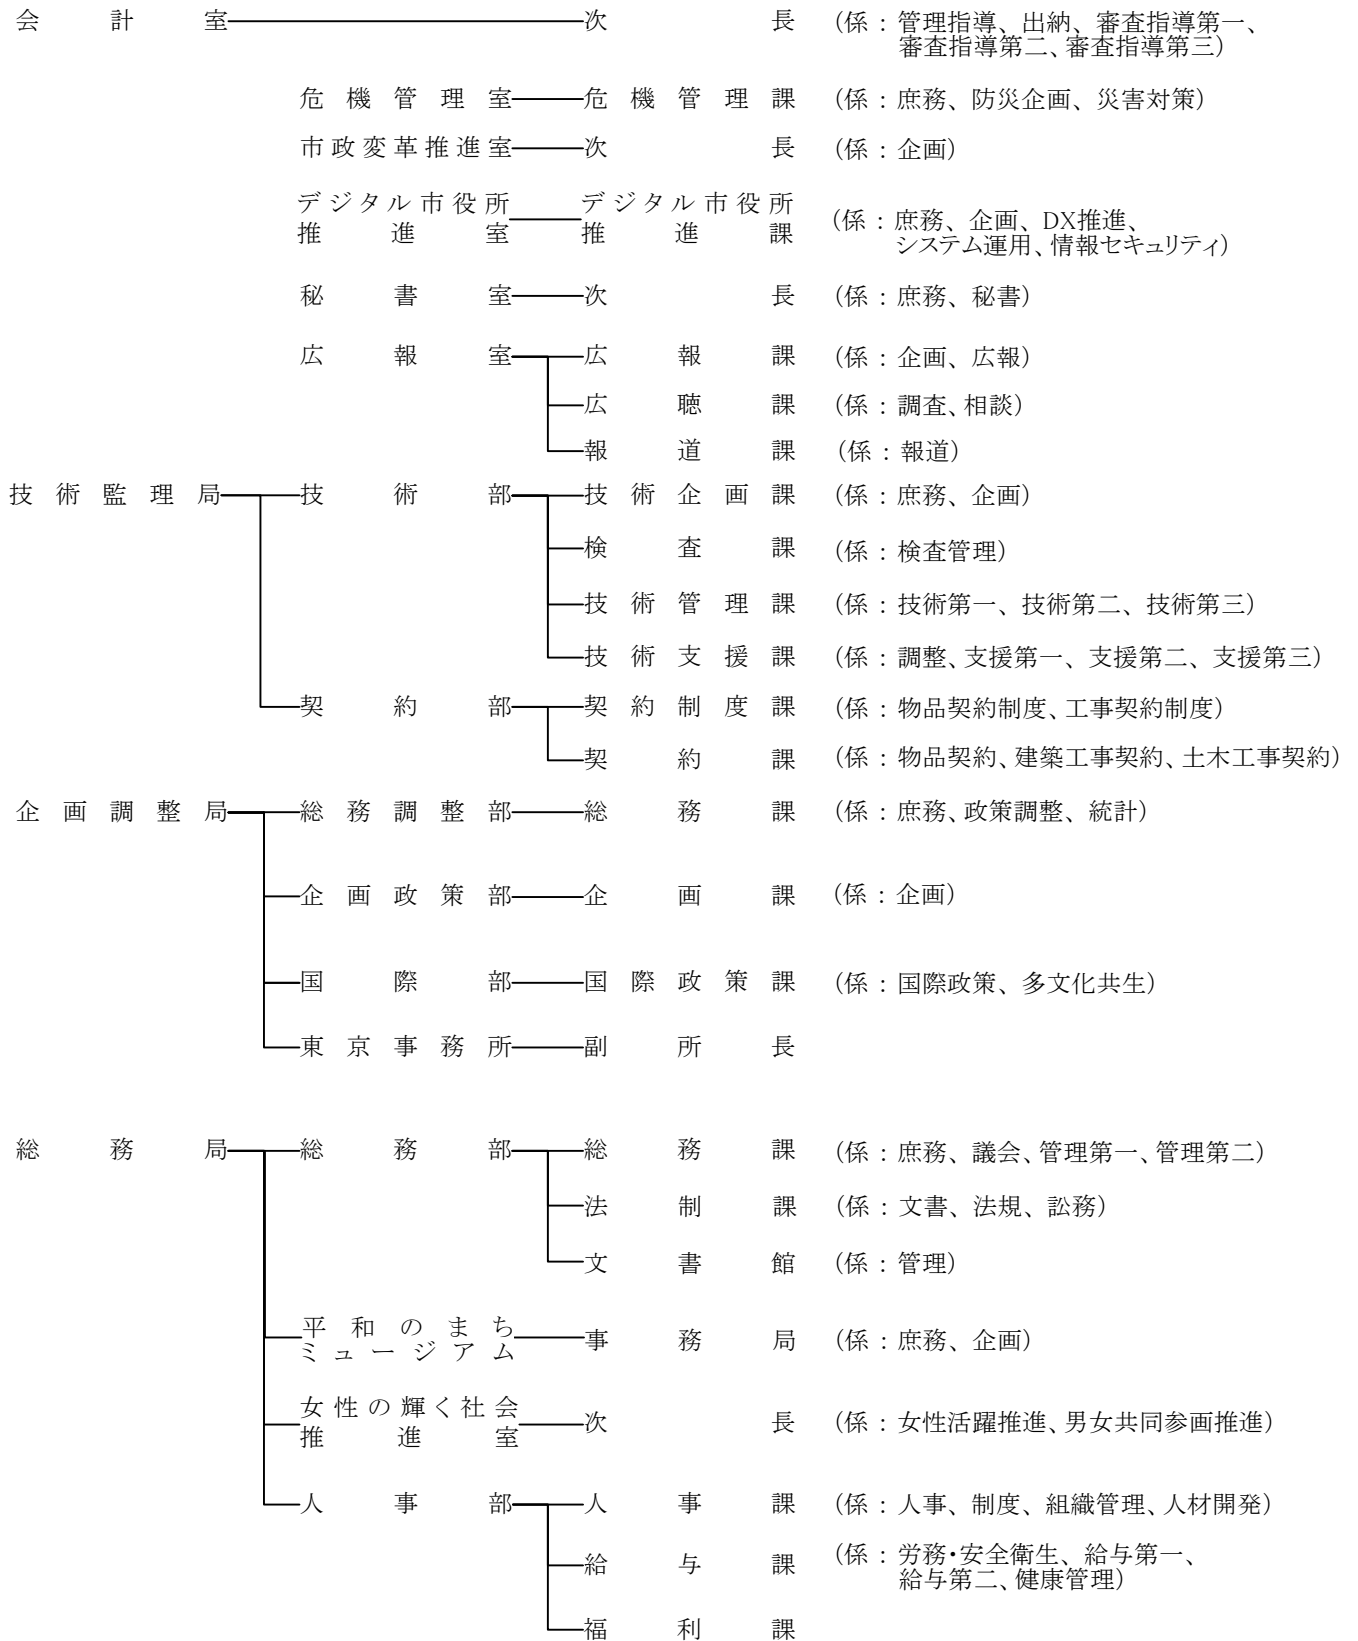 会計室 次長 (係:管理指導、出納、審査指導第一、
審査指導第二、審査指導第三)
危機管理室 危機管理課 (係:庶務、防災企画、災害対策)
市政変革推進室 次長 (係:企画)
デジタル市役所 デジタル市役所
推進室 推進課 (係:庶務、企画、DX推進、
システム運用、情報セキュリティ)
秘書室 次長 (係:庶務、秘書)
広報室 広報課 (係:企画、広報)
広聴課 (係:調査、相談)
報道課 (係:報道)
技術監理局 技術部 技術企画課 (係:庶務、企画)
検査課 (係:検査管理)
技術管理課 (係:技術第一、技術第二、技術第三)
技術支援課 (係:調整、支援第一、支援第二、支援第三)
契約部 契約制度課 (係:物品契約制度、工事契約制度)
契約課 (係:物品契約、建築工事契約、土木工事契約)
企画調整局 総務調整部 総務課 (係:庶務、政策調整、統計)
企画政策部 企画課 (係:企画)
国際部 国際政策課 (係:国際政策、多文化共生)
東京事務所 副所長
総務局 総務部 総務課 (係:庶務、議会、管理第一、管理第二)
法制課 (係:文書、法規、訟務)
文書館 (係:管理)
平和のまち
ミュージアム 事務局 (係:庶務、企画)
女性の輝く社会
推進室 次長 (係:女性活躍推進、男女共同参画推進)
人事部 人事課 (係:人事、制度、組織管理、人材開発)
給与課 (係:労務・安全衛生、給与第一、
給与第二、健康管理)
福利課